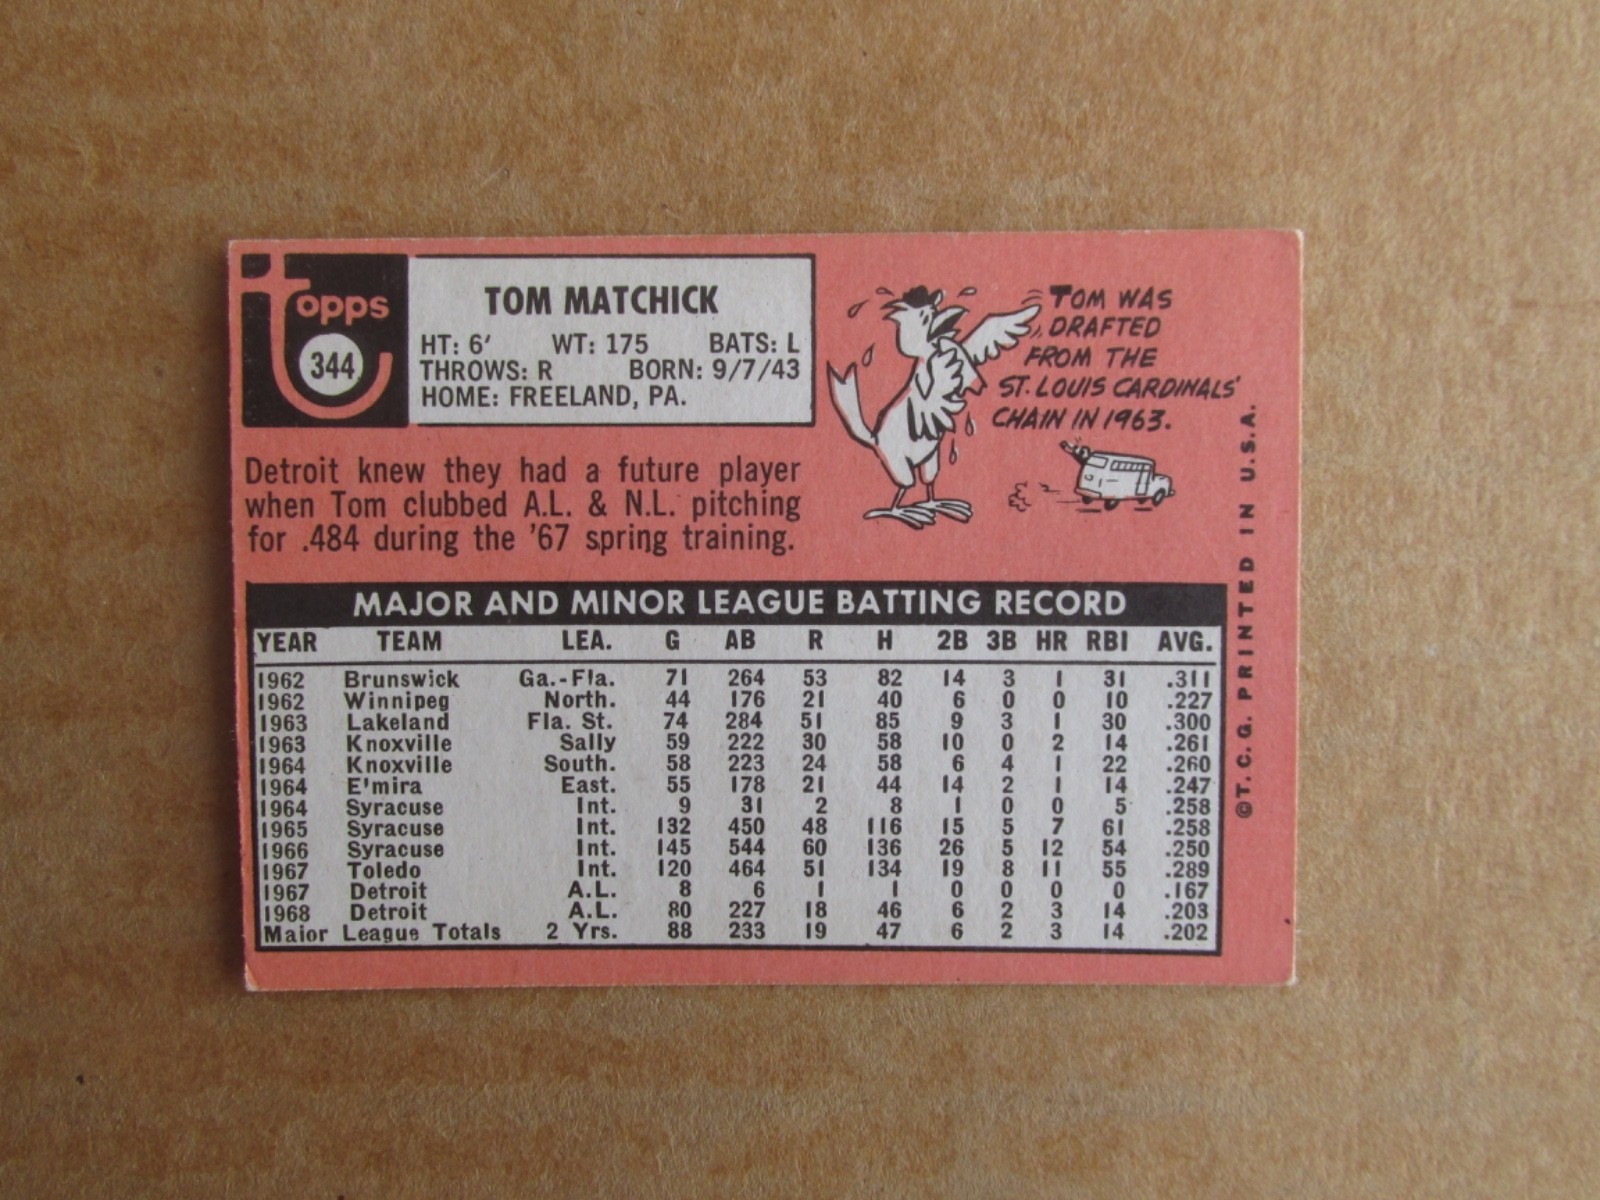 topps
344
TOM MATCHICK
HT: 6' WT: 175 BATS: L
THROWS: R BORN: 9/7/43
HOME: FREELAND, PA.
TOM WAS
DRAFTED
FROM THE
ST. LOUIS CARDINALS'
CHAIN IN 1963.
Detroit knew they had a future player
when Tom clubbed A.L. & N.L. pitching
for .484 during the '67 spring training.
MAJOR AND MINOR LEAGUE BATTING RECORD
YEAR TEAM LEA. G AB R H 2B 3B HR RBI AVG.
1962 Brunswick Ga.-Fla. 71 264 53 82 14 3 1 31 .311
1962 Winnipeg North. 44 176 21 40 6 0 0 10 .227
1963 Lakeland Fla. St. 74 284 51 85 9 3 1 30 .300
1963 Knoxville Sally 59 222 30 58 10 0 2 14 .261
1964 Knoxville South. 58 223 24 58 6 4 1 22 .260
1964 E'mira East. 55 178 21 44 14 2 1 14 .247
1964 Syracuse Int. 9 31 2 8 1 0 0 5 .258
1965 Syracuse Int. 132 450 48 116 15 5 7 61 .258
1966 Syracuse Int. 145 544 60 136 26 5 12 54 .250
1967 Toledo Int. 120 464 51 134 19 8 11 55 .289
1967 Detroit A.L. 8 6 1 1 0 0 0 0 .167
1968 Detroit A.L. 80 227 18 46 6 2 3 14 .203
Major League Totals 2 Yrs. 88 233 19 47 6 2 3 14 .202
©T. C. G. PRINTED IN U.S.A.